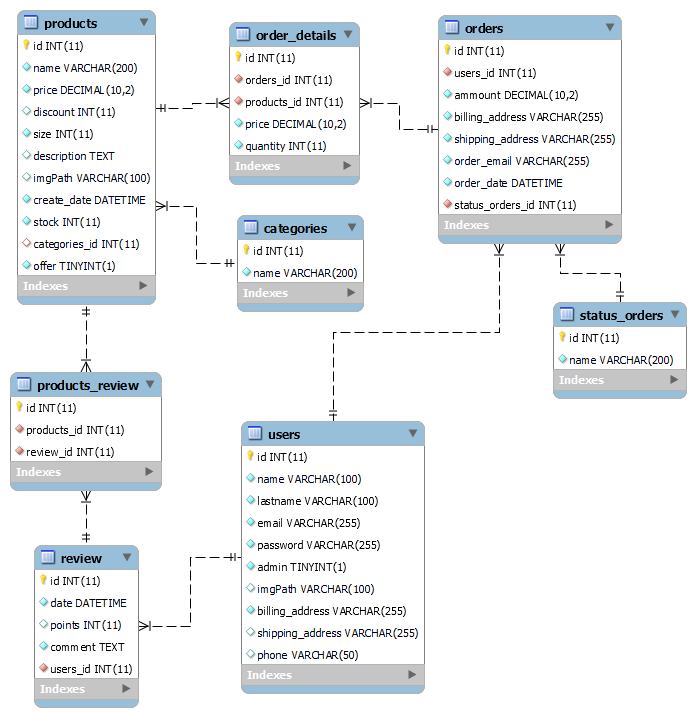 products
id INT(11)
name VARCHAR(200)
price DECIMAL(10,2)
discount INT(11)
size INT(11)
description TEXT
imgPath VARCHAR(100)
create_date DATETIME
stock INT(11)
categories_id INT(11)
offer TINYINT(1)
Indexes
order_details
id INT(11)
orders_id INT(11)
products_id INT(11)
price DECIMAL(10,2)
quantity INT(11)
Indexes
orders
id INT(11)
users_id INT(11)
ammount DECIMAL(10,2)
billing_address VARCHAR(255)
shipping_address VARCHAR(255)
order_email VARCHAR(255)
order_date DATETIME
status_orders_id INT(11)
Indexes
categories
id INT(11)
name VARCHAR(200)
Indexes
status_orders
id INT(11)
name VARCHAR(200)
Indexes
products_review
id INT(11)
products_id INT(11)
review_id INT(11)
Indexes
users
id INT(11)
name VARCHAR(100)
lastname VARCHAR(100)
email VARCHAR(255)
password VARCHAR(255)
admin TINYINT(1)
imgPath VARCHAR(100)
billing_address VARCHAR(255)
shipping_address VARCHAR(255)
phone VARCHAR(50)
Indexes
review
id INT(11)
date DATETIME
points INT(11)
comment TEXT
users_id INT(11)
Indexes